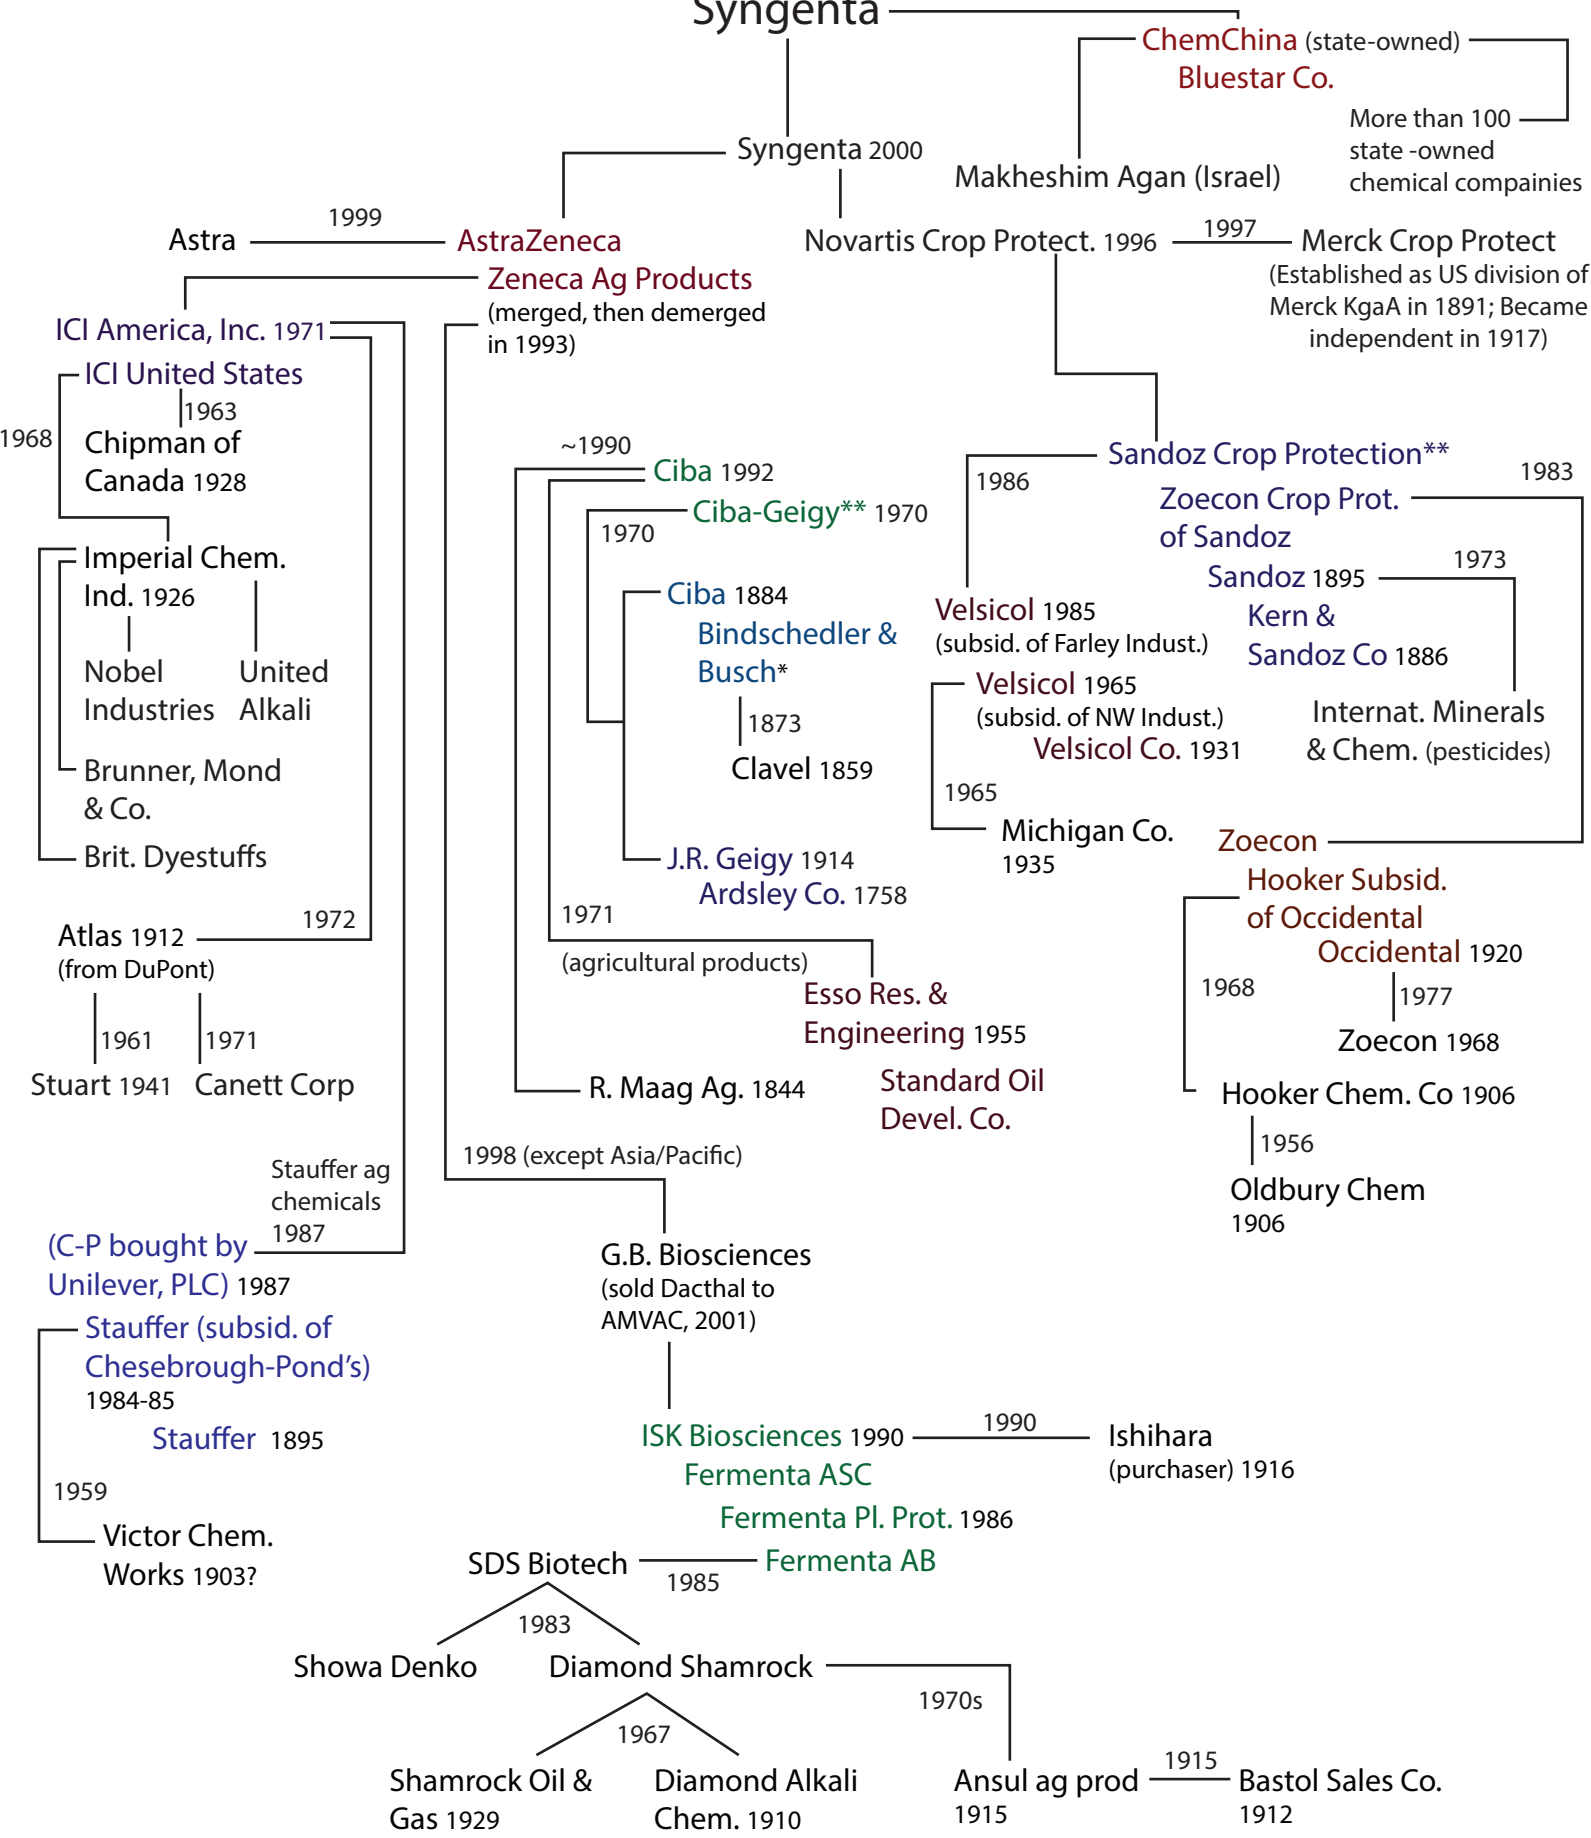 Syngenta
ChemChina (state-owned)
Bluestar Co.
More than 100
state -owned
chemical compainies
Syngenta 2000
Makheshim Agan (Israel)
1999
Astra
AstraZeneca
Novartis Crop Protect. 1996
1997
Merck Crop Protect
(Established as US division of
Merck KgaA in 1891; Became
independent in 1917)
Zeneca Ag Products
(merged, then demerged
in 1993)
ICI America, Inc. 1971
ICI United States
1963
1968
Chipman of
Canada 1928
Imperial Chem.
Ind. 1926
Nobel
Industries
United
Alkali
Brunner, Mond
& Co.
Brit. Dyestuffs
1972
Atlas 1912
(from DuPont)
1961
1971
Stuart 1941
Canett Corp
Stauffer ag
chemicals
1987
(C-P bought by
Unilever, PLC) 1987
Stauffer (subsid. of
Chesebrough-Pond's)
1984-85
Stauffer 1895
1959
Victor Chem.
Works 1903?
~1990
Ciba 1992
Ciba-Geigy** 1970
1970
Ciba 1884
Bindschedler &
Busch*
1873
Clavel 1859
J.R. Geigy 1914
Ardsley Co. 1758
1971
(agricultural products)
Esso Res. &
Engineering 1955
Standard Oil
Devel. Co.
R. Maag Ag. 1844
1998 (except Asia/Pacific)
G.B. Biosciences
(sold Dacthal to
AMVAC, 2001)
ISK Biosciences 1990
1990
Ishihara
(purchaser) 1916
Fermenta ASC
Fermenta Pl. Prot. 1986
Fermenta AB
SDS Biotech
1985
1983
Showa Denko
Diamond Shamrock
1970s
1967
Shamrock Oil &
Gas 1929
Diamond Alkali
Chem. 1910
Ansul ag prod
1915
1915
Bastol Sales Co.
1912
Sandoz Crop Protection**
1986
1983
Zoecon Crop Prot.
of Sandoz
Sandoz 1895
1973
Kern &
Sandoz Co 1886
Internat. Minerals
& Chem. (pesticides)
Velsicol 1985
(subsid. of Farley Indust.)
Velsicol 1965
(subsid. of NW Indust.)
Velsicol Co. 1931
1965
Michigan Co.
1935
Zoecon
Hooker Subsid.
of Occidental
Occidental 1920
1968
1977
Zoecon 1968
Hooker Chem. Co 1906
1956
Oldbury Chem
1906